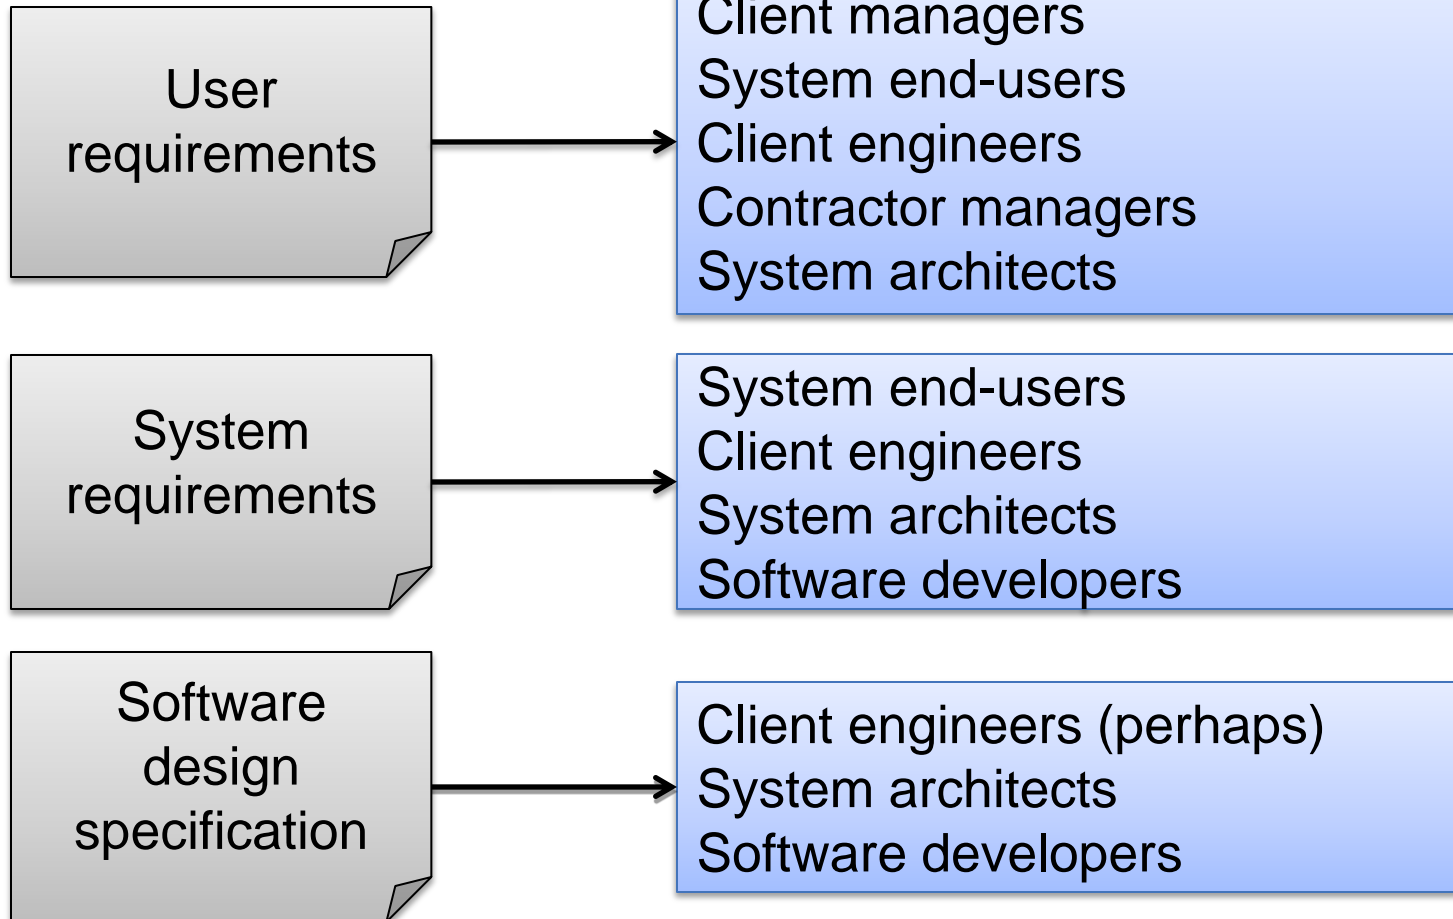 User
requirements
Client managers
System end-users
Client engineers
Contractor managers
System architects
System
requirements
System end-users
Client engineers
System architects
Software developers
Software
design
specification
Client engineers (perhaps)
System architects
Software developers